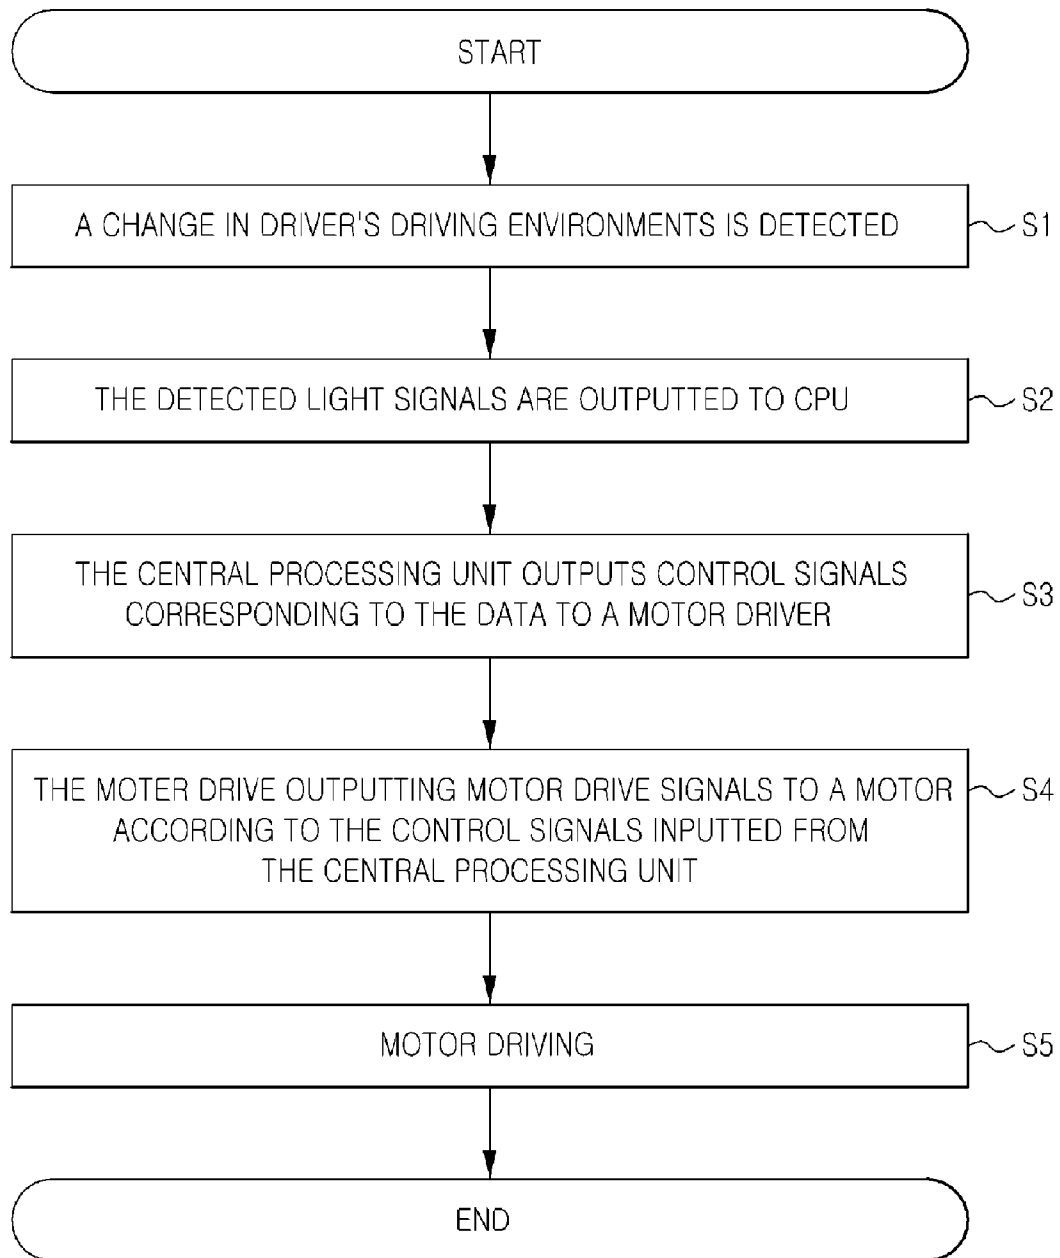 START
A CHANGE IN DRIVER'S DRIVING ENVIRONMENTS IS DETECTED
S1
THE DETECTED LIGHT SIGNALS ARE OUTPUTTED TO CPU
S2
THE CENTRAL PROCESSING UNIT OUTPUTS CONTROL SIGNALS
CORRESPONDING TO THE DATA TO A MOTOR DRIVER
S3
THE MOTER DRIVE OUTPUTTING MOTOR DRIVE SIGNALS TO A MOTOR
ACCORDING TO THE CONTROL SIGNALS INPUTTED FROM
THE CENTRAL PROCESSING UNIT
S4
MOTOR DRIVING
S5
END